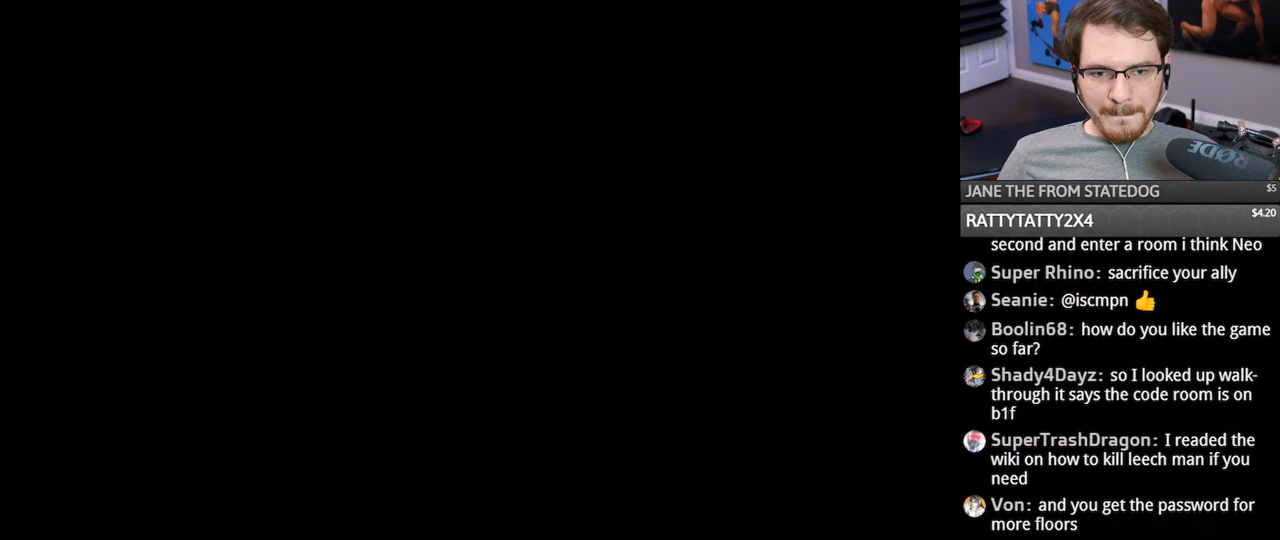 RØDE
JANE THE FROM STATEDOG $5
RATTYTATTY2X4 $4.20
second and enter a room i think Neo
Super Rhino: sacrifice your ally
Seanie: @iscmpn 👍
Boolin68: how do you like the game
so far?
Shady4Dayz: so I looked up walk-
through it says the code room is on
b1f
SuperTrashDragon: I readed the
wiki on how to kill leech man if you
need
Von: and you get the password for
more floors